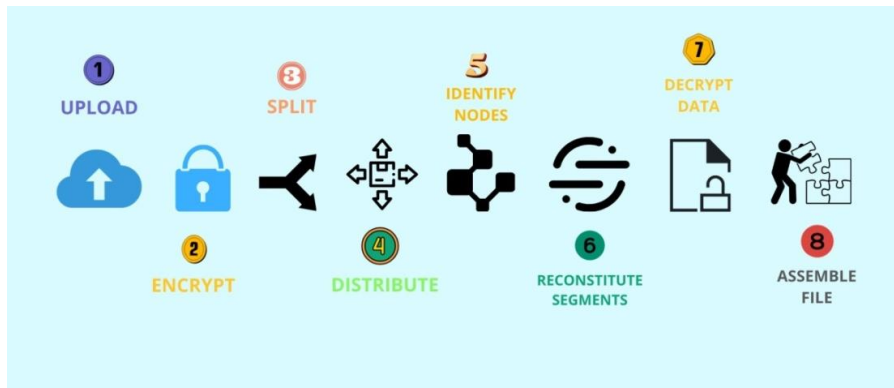 1
UPLOAD
2
ENCRYPT
3
SPLIT
4
DISTRIBUTE
5
IDENTIFY
NODES
6
RECONSTITUTE
SEGMENTS
7
DECRYPT
DATA
8
ASSEMBLE
FILE